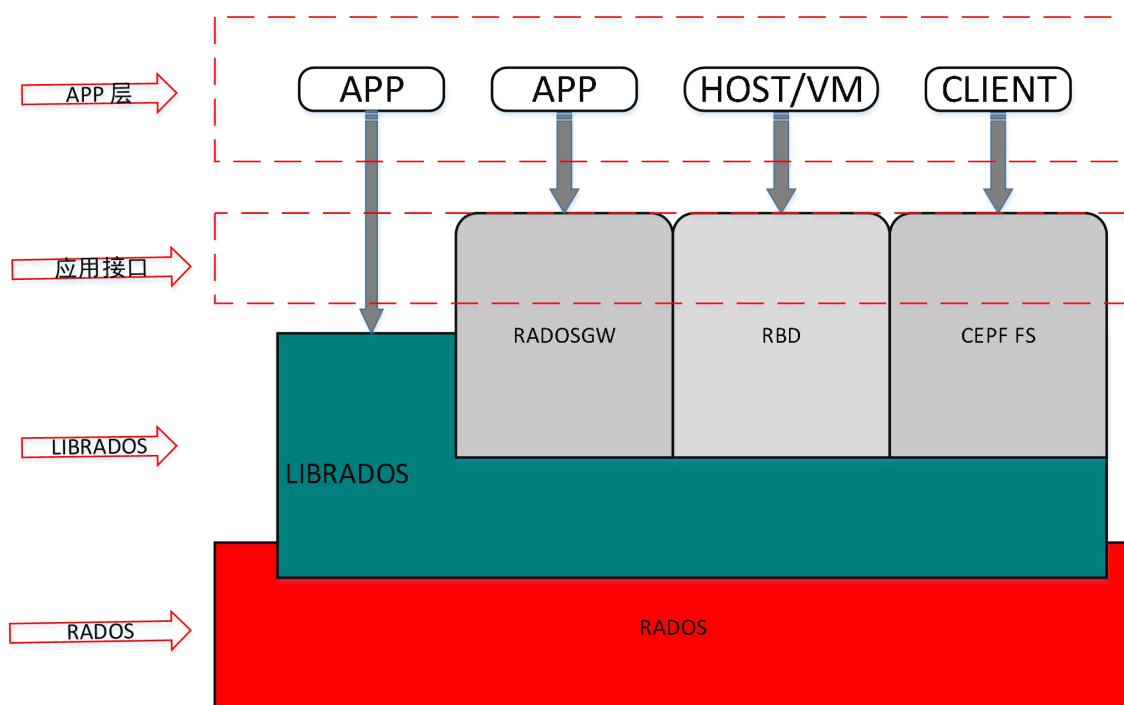 APP 层
APP
APP
HOST/VM
CLIENT
应用接口
RADOSGW
RBD
CEPF FS
LIBRADOS
LIBRADOS
RADOS
RADOS